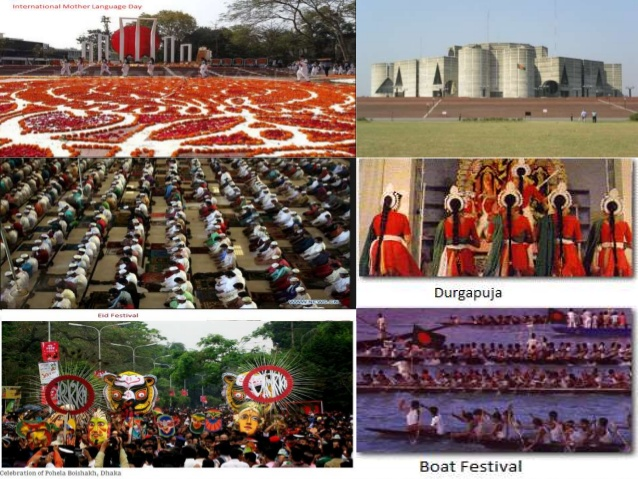 International Mother Language Day
Durgapuja
Eid Festival
Celebration of Pohela Boishakh, Dhaka
Boat Festival